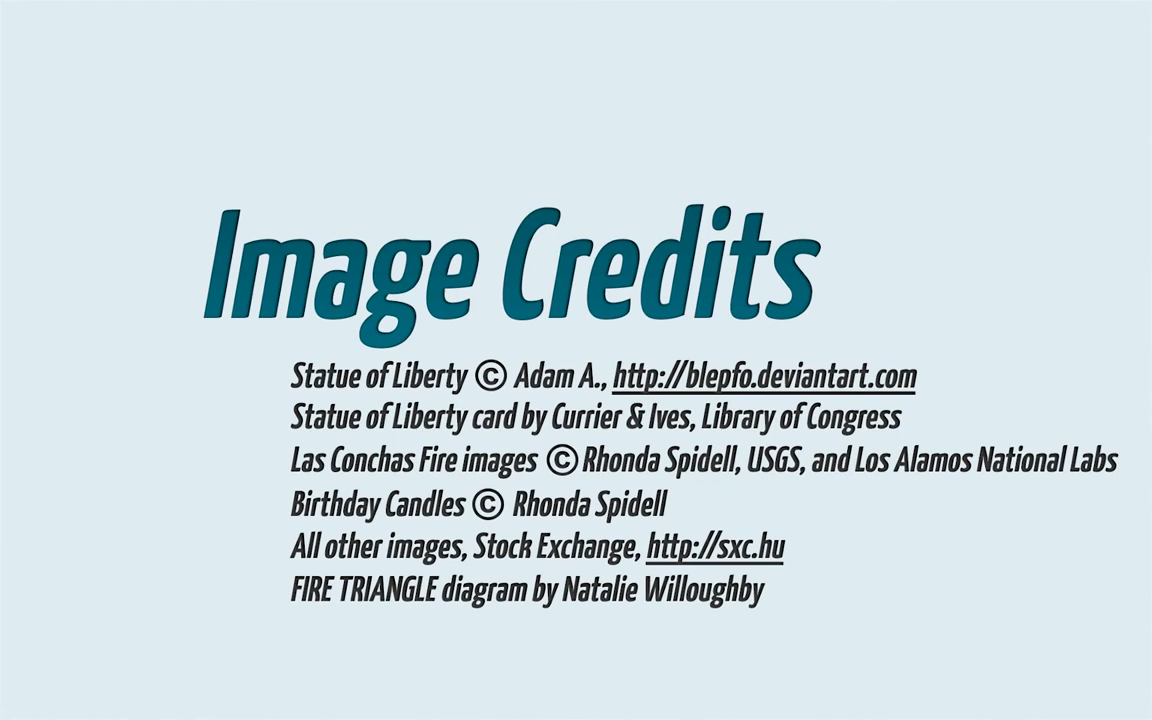 Image Credits
Statue of Liberty © Adam A., http://blepfo.deviantart.com
Statue of Liberty card by Currier & Ives, Library of Congress
Las Conchas Fire images © Rhonda Spidell, USGS, and Los Alamos National Labs
Birthday Candles © Rhonda Spidell
All other images, Stock Exchange, http://sxc.hu
FIRE TRIANGLE diagram by Natalie Willoughby